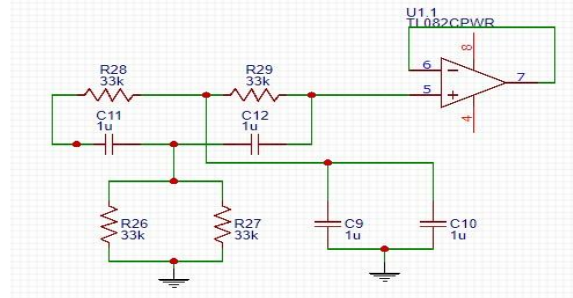 U1.1
TL082CPWR
8
6
7
5
4
R28
33k
R29
33k
C11
1u
C12
1u
R26
33k
R27
33k
C9
1u
C10
1u